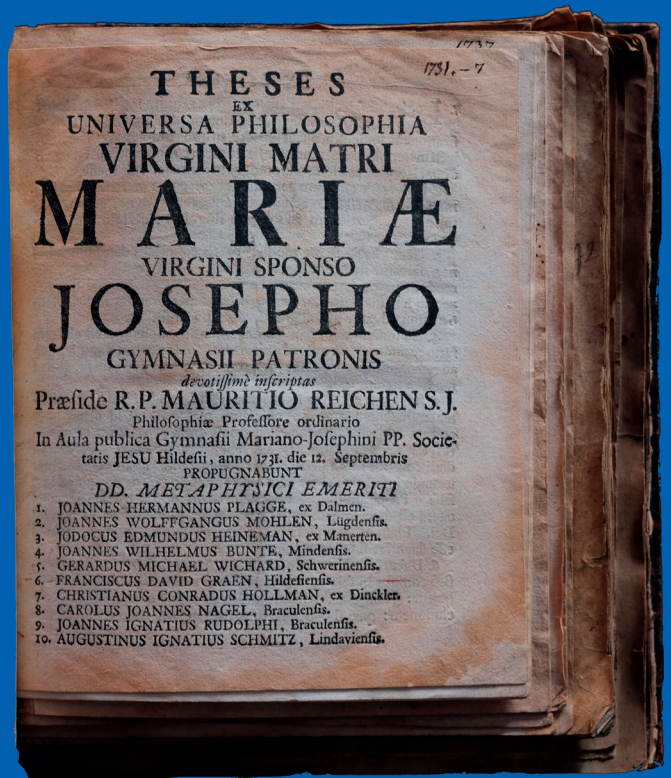 1737
1731.-7
THESES
EX
UNIVERSA PHILOSOPHIA
VIRGINI MATRI
MARIÆ
VIRGINI SPONSO
JOSEPHO
GYMNASII PATRONIS
devotiſſimè inſcriptas
Præſide R.P. MAURITIO REICHEN S.J.
Philoſophiæ Profeſſore ordinario
In Aula publica Gymnaſii Mariano-Joſephini PP. Socie-
tatis JESU Hildeſii, anno 1731. die 12. Septembris
PROPUGNABUNT
DD. METAPHYSICI EMERITI
1. JOANNES HERMANNUS PLAGGE, ex Dalmen.
2. JOANNES WOLFFGANGUS MOHLEN, Lügdenſis.
3. JODOCUS EDMUNDUS HEINEMAN, ex Manerten.
4. JOANNES WILHELMUS BUNTE, Mindenſis.
5. GERARDUS MICHAEL WICHARD, Schwerinenſis.
6. FRANCISCUS DAVID GRAEN, Hildeſienſis.
7. CHRISTIANUS CONRADUS HOLLMAN, ex Dinckler.
8. CAROLUS JOANNES NAGEL, Braculenſis.
9. JOANNES IGNATIUS RUDOLPHI, Braculenſis.
10. AUGUSTINUS IGNATIUS SCHMITZ, Lindavienſis.